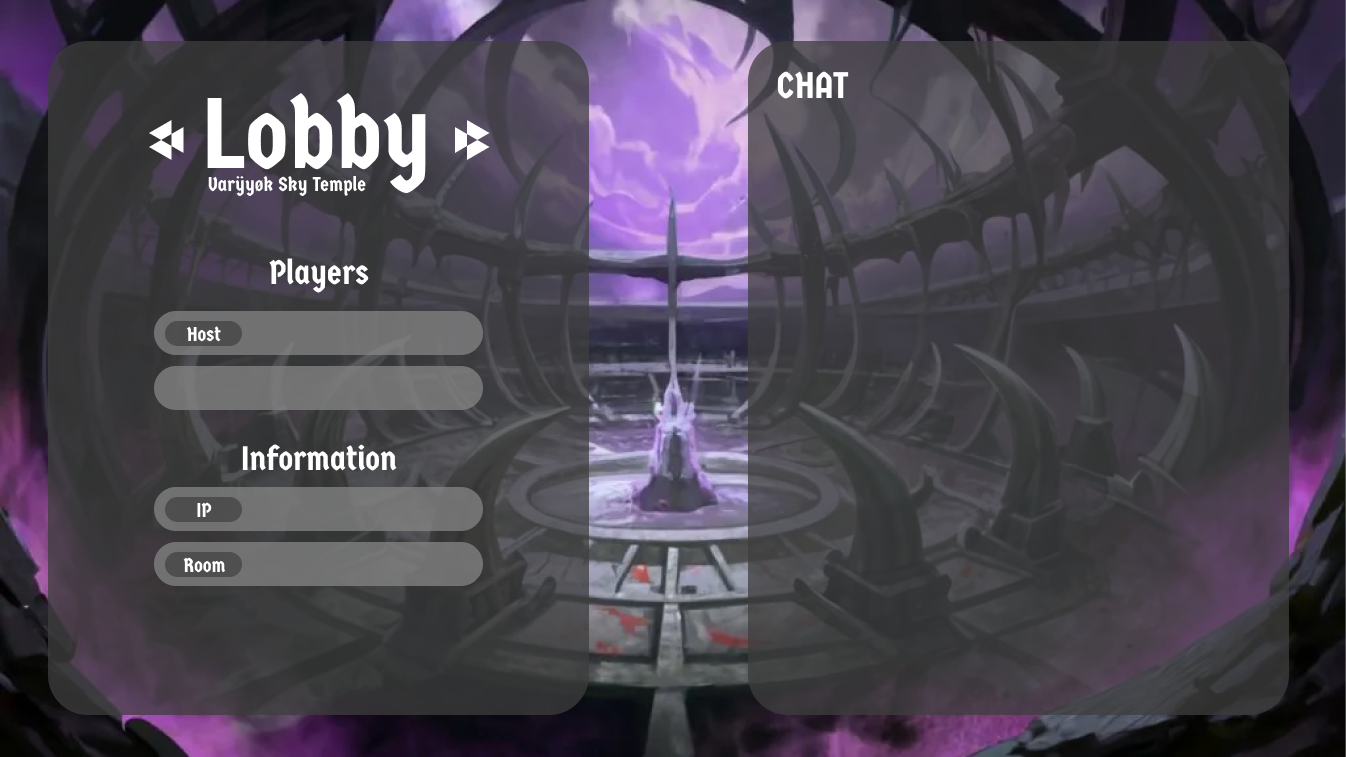 Lobby
Varÿyøk Sky Temple
Players
Host
Information
IP
Room
CHAT